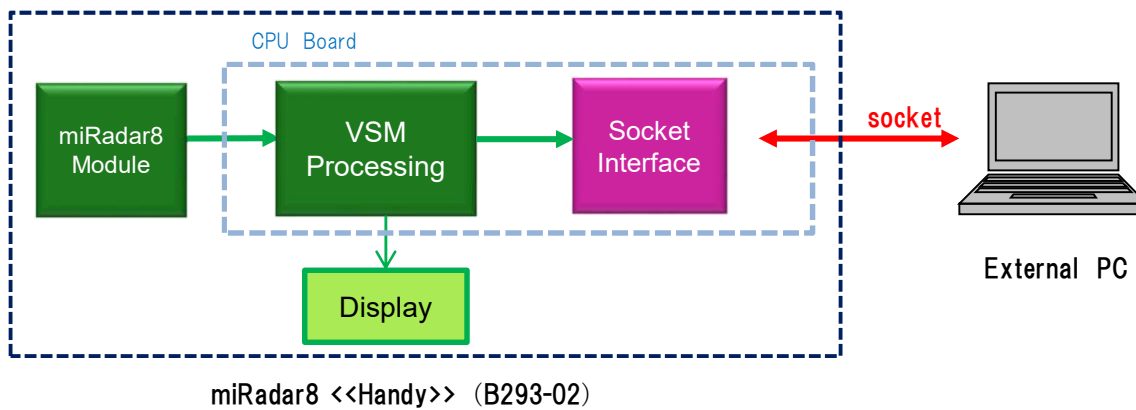 CPU Board
miRadar8
Module
VSM
Processing
Socket
Interface
socket
Display
External PC
miRadar8 <<Handy>> (B293-02)